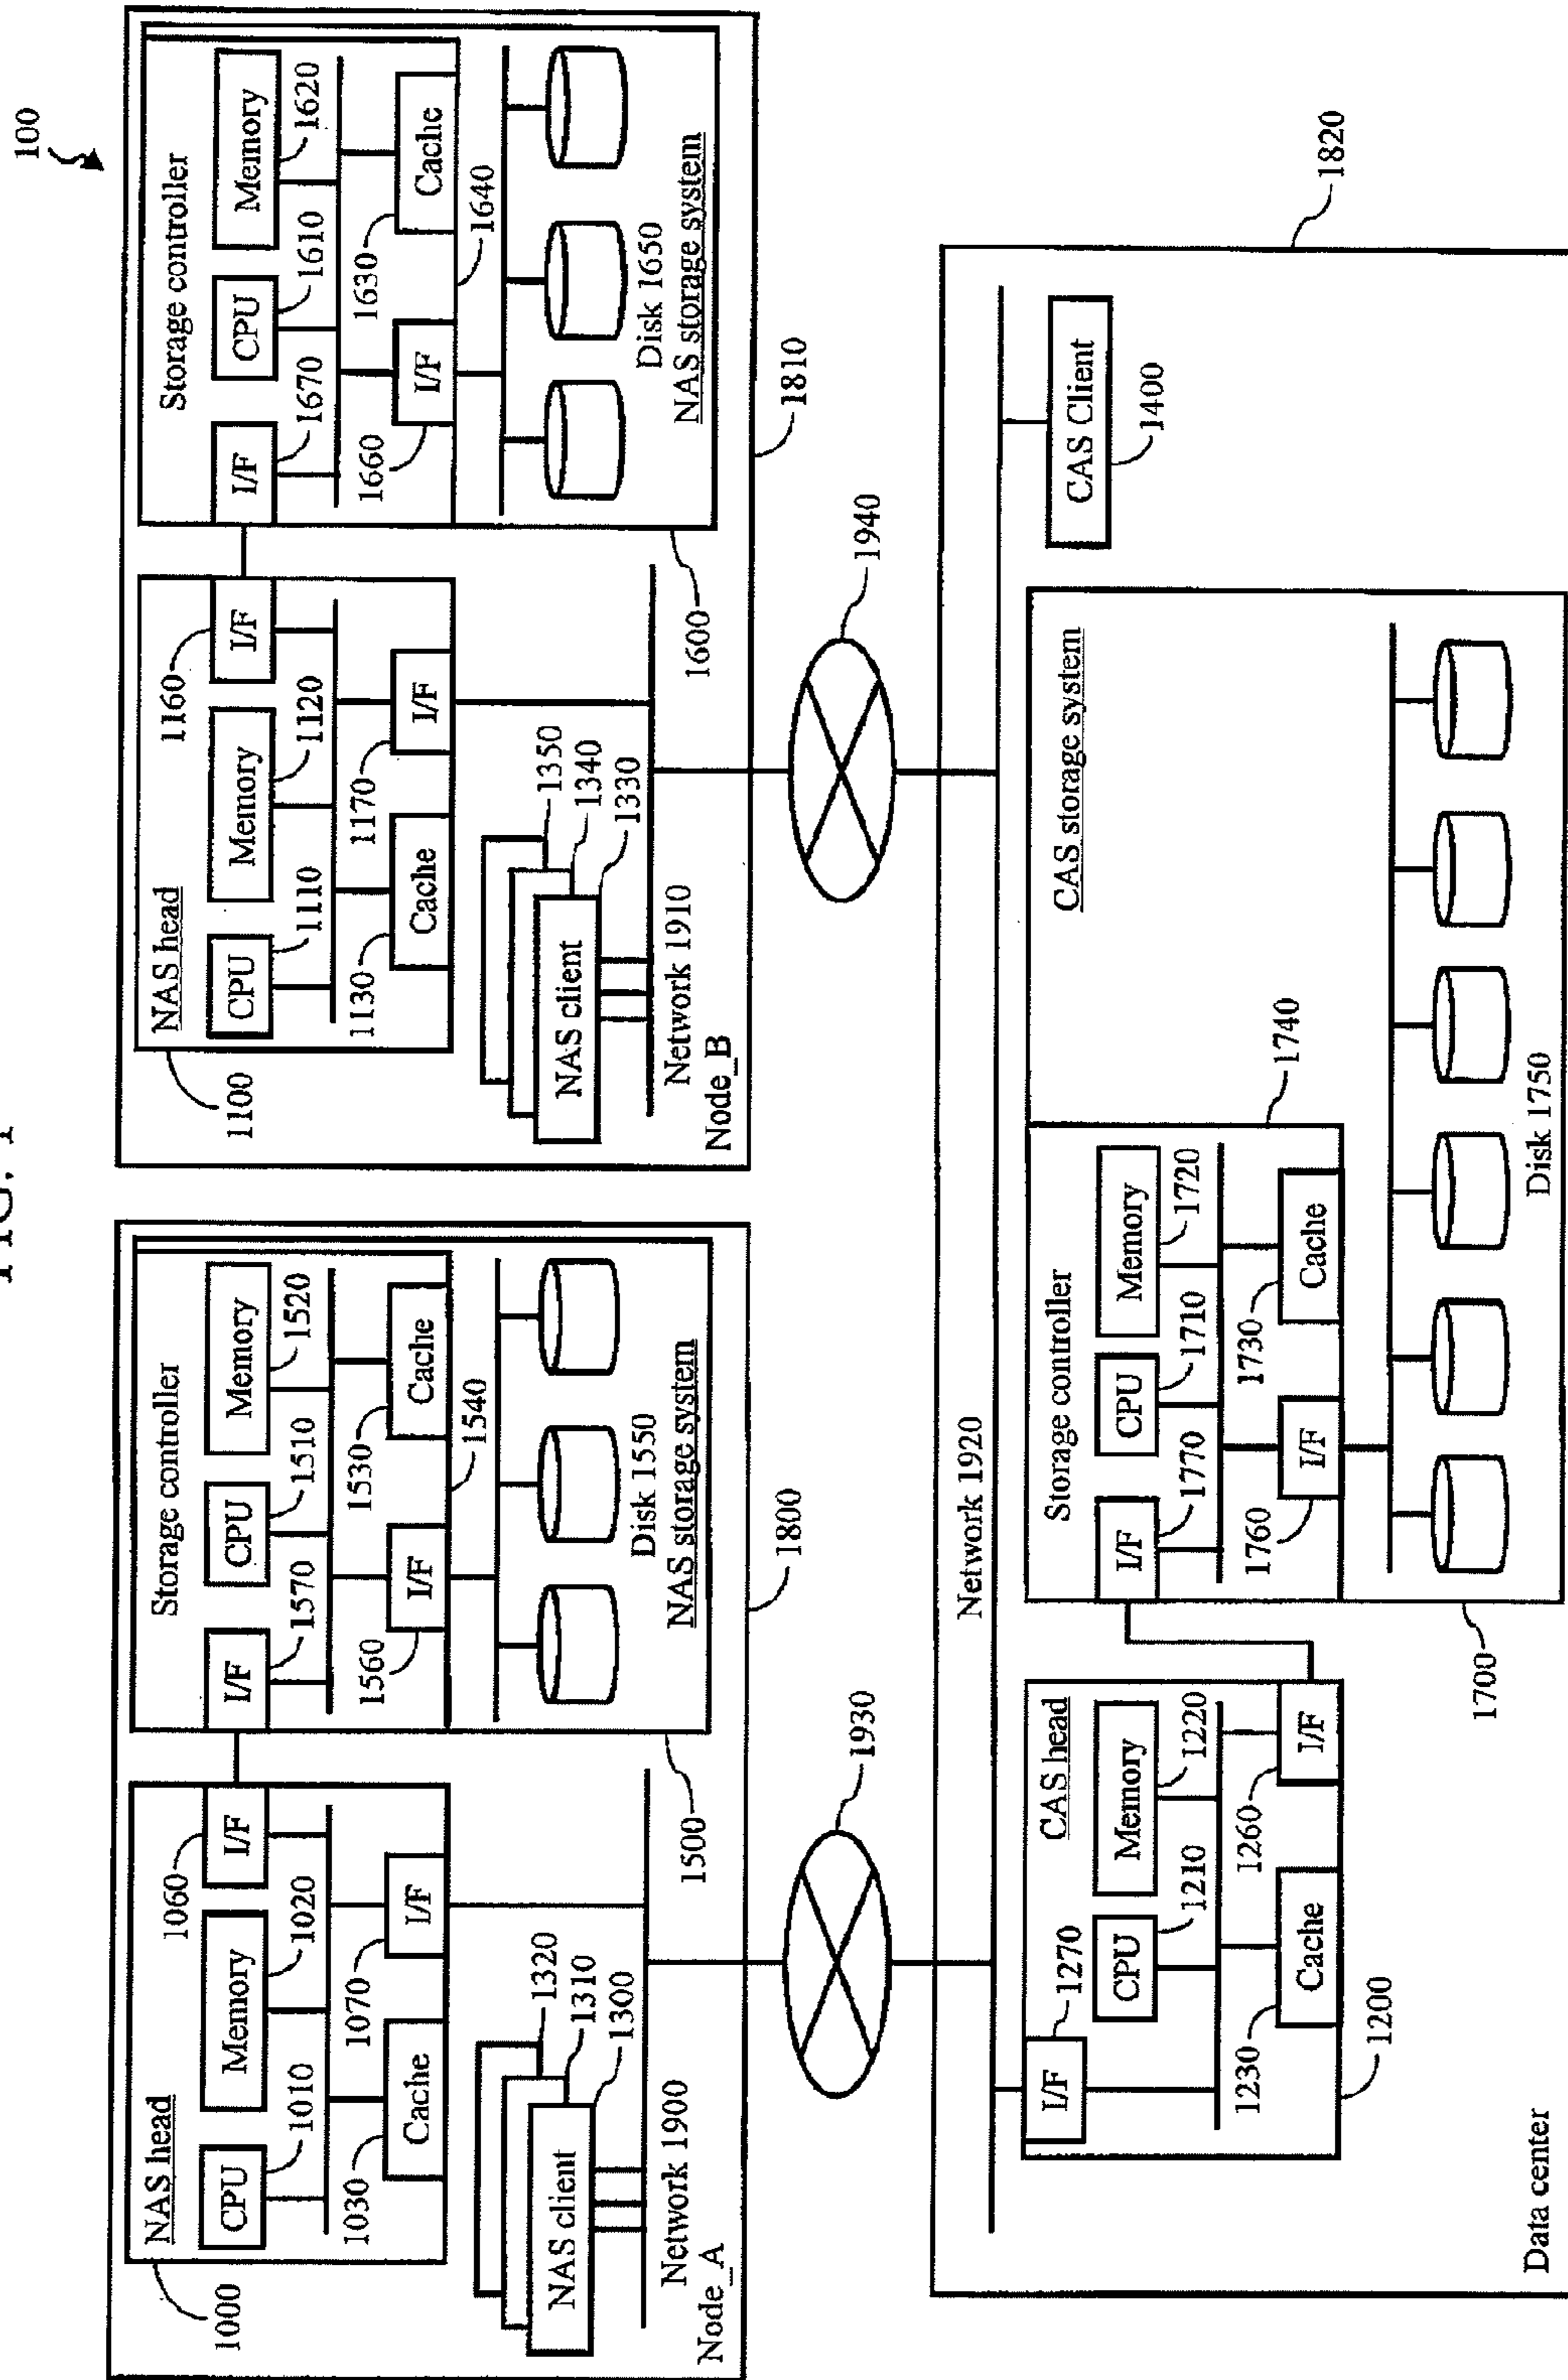 FIG. 1
100
NAS head
CPU
1010
Memory
1020
1060
I/F
1030
Cache
1070
I/F
1000
NAS client
1320
1310
1300
Network 1900
Node_A
Storage controller
I/F
1570
CPU
1510
Memory
1520
1560
I/F
1530
Cache
1540
Disk 1550
NAS storage system
1500
1800
NAS head
CPU
1110
Memory
1120
1160
I/F
1130
Cache
1170
I/F
1100
NAS client
1350
1340
1330
Network 1910
Node_B
Storage controller
I/F
1670
CPU
1610
Memory
1620
1660
I/F
1630
Cache
1640
Disk 1650
NAS storage system
1600
1810
1930
1940
Network 1920
1820
I/F
1270
CAS head
CPU
1210
Memory
1220
1230
Cache
1260
I/F
1200
Storage controller
I/F
1770
CPU
1710
Memory
1720
1760
I/F
1730
Cache
1740
CAS storage system
Disk 1750
1700
CAS Client
1400
Data center